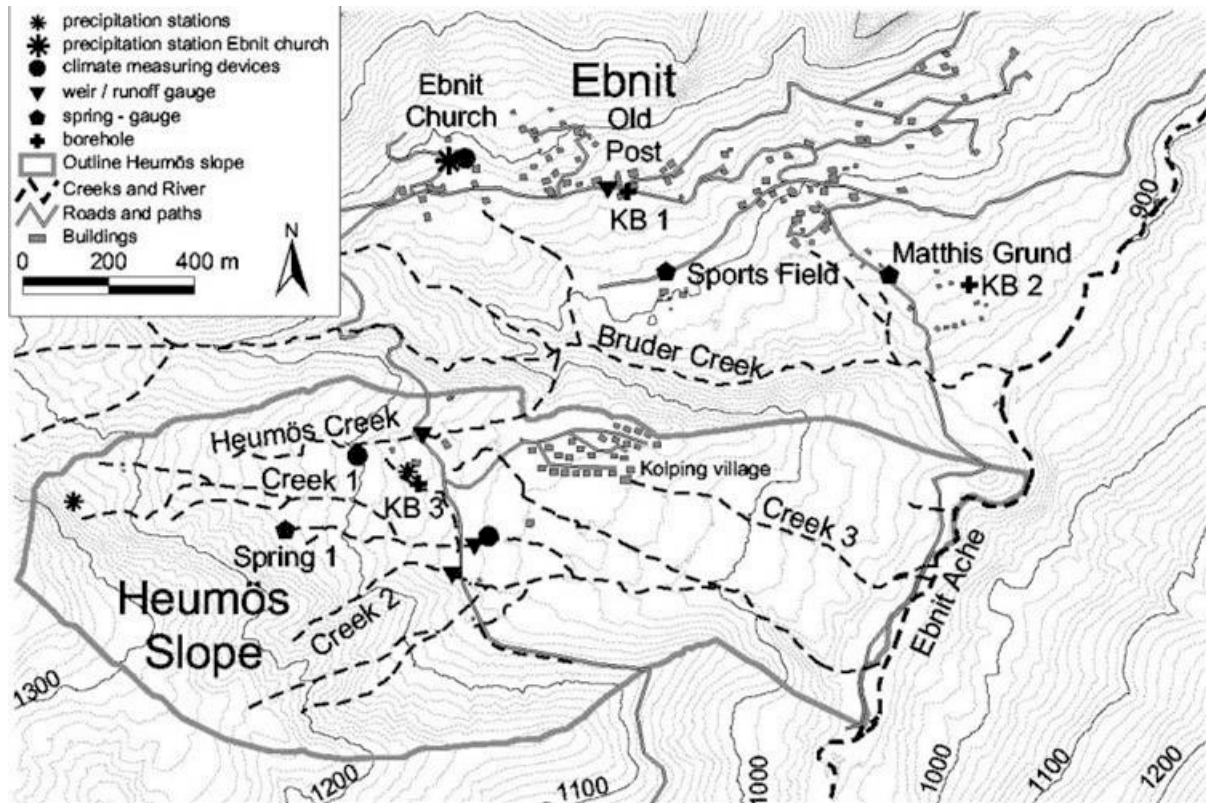 precipitation stations
precipitation station Ebnit church
climate measuring devices
weir / runoff gauge
spring - gauge
borehole
Outline Heumös slope
Creeks and River
Roads and paths
Buildings
N
0 200 400 m
Ebnit
Church
Ebnit
Old
Post
KB 1
900
Sports Field
Matthis Grund
KB 2
Bruder Creek
Heumös Creek
Creek 1
KB 3
Kolping village
Creek 3
Spring 1
Creek 2
Heumös
Slope
Ebnit Ache
1300
1200
1100
1000
1000
1100
1200